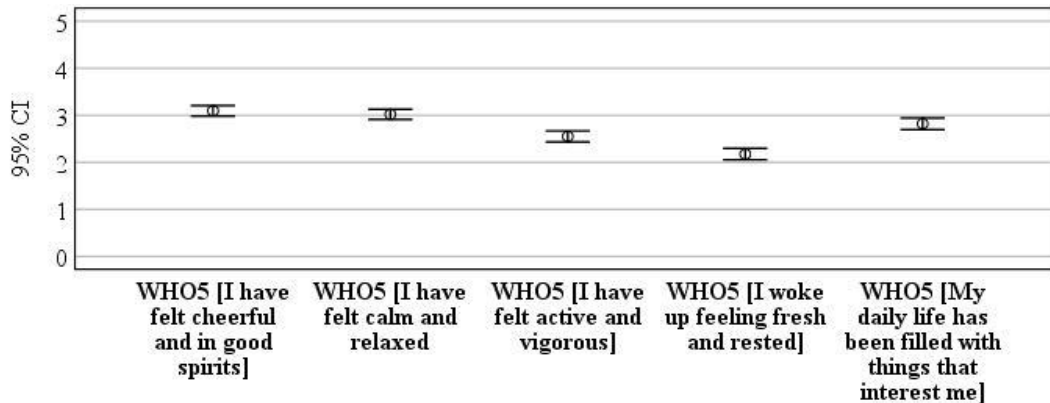 5
4
3
2
1
0
95% CI
WHO5 [I have
felt cheerful
and in good
spirits]
WHO5 [I have
felt calm and
relaxed
WHO5 [I have
felt active and
vigorous]
WHO5 [I woke
up feeling fresh
and rested]
WHO5 [My
daily life has
been filled with
things that
interest me]